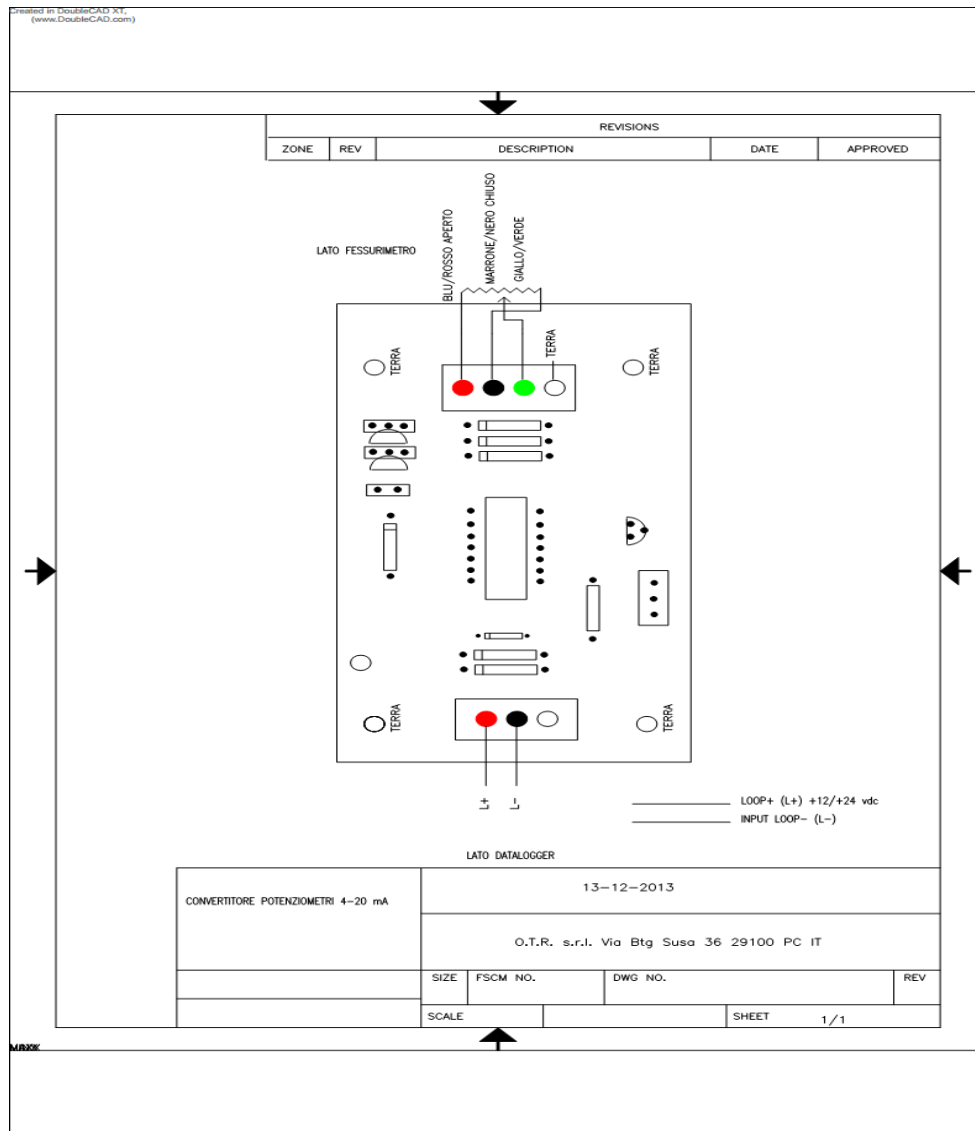 Created in DoubleCAD XT,
(www.DoubleCAD.com)
REVISIONS
ZONE REV DESCRIPTION DATE APPROVED
LATO FESSURIMETRO
BLU/ROSSO APERTO
MARRONE/NERO CHIUSO
GIALLO/VERDE
TERRA
TERRA
TERRA
TERRA
TERRA
L+
L-
LOOP+ (L+) +12/+24 vdc
INPUT LOOP- (L-)
LATO DATALOGGER
CONVERTITORE POTENZIOMETRI 4-20 mA
13-12-2013
O.T.R. s.r.l. Via Btg Susa 36 29100 PC IT
SIZE FSCM NO. DWG NO. REV
SCALE SHEET 1/1